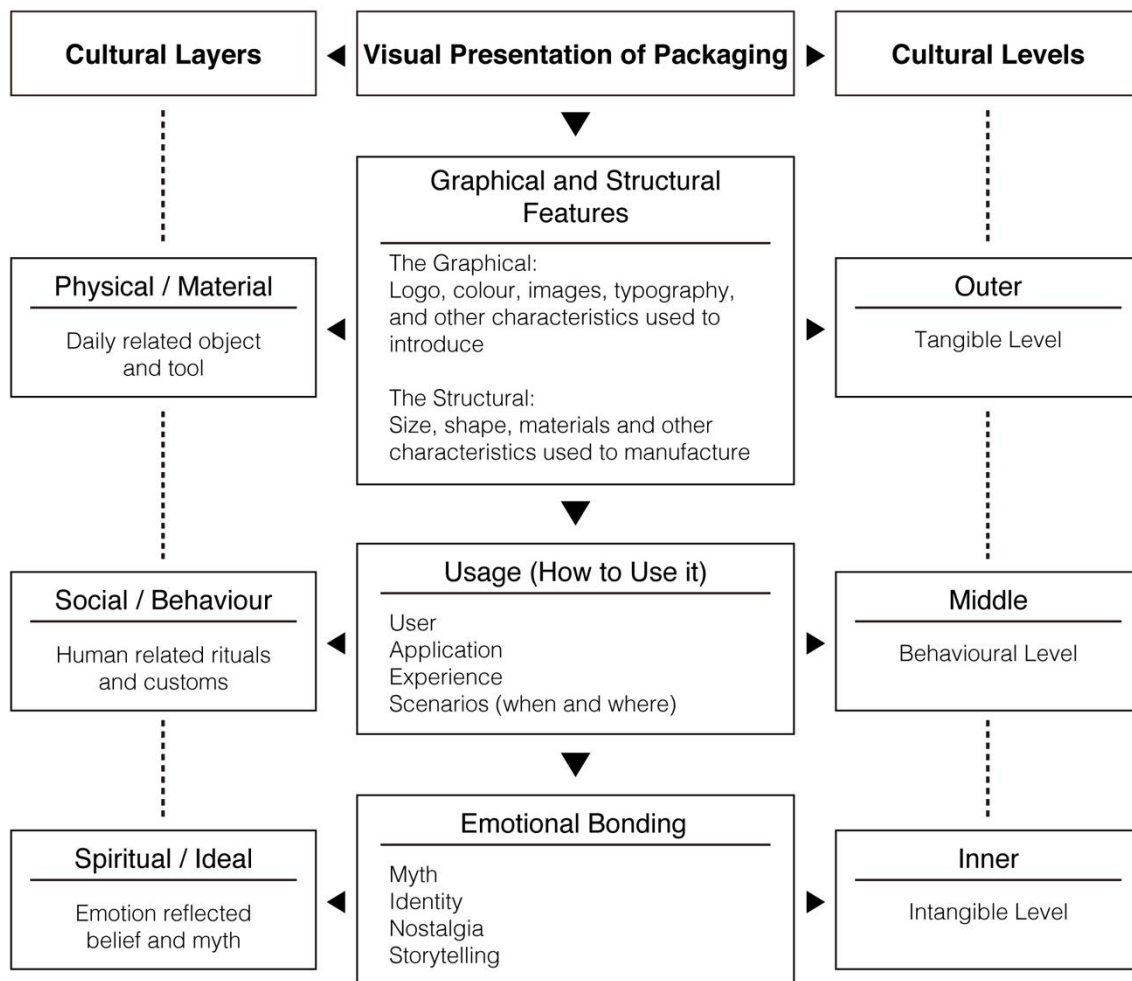 Cultural Layers
Visual Presentation of Packaging
Cultural Levels
Graphical and Structural
Features
The Graphical:
Logo, colour, images, typography,
and other characteristics used to
introduce
The Structural:
Size, shape, materials and other
characteristics used to manufacture
Physical / Material
Daily related object
and tool
Outer
Tangible Level
Usage (How to Use it)
User
Application
Experience
Scenarios (when and where)
Social / Behaviour
Human related rituals
and customs
Middle
Behavioural Level
Emotional Bonding
Myth
Identity
Nostalgia
Storytelling
Spiritual / Ideal
Emotion reflected
belief and myth
Inner
Intangible Level